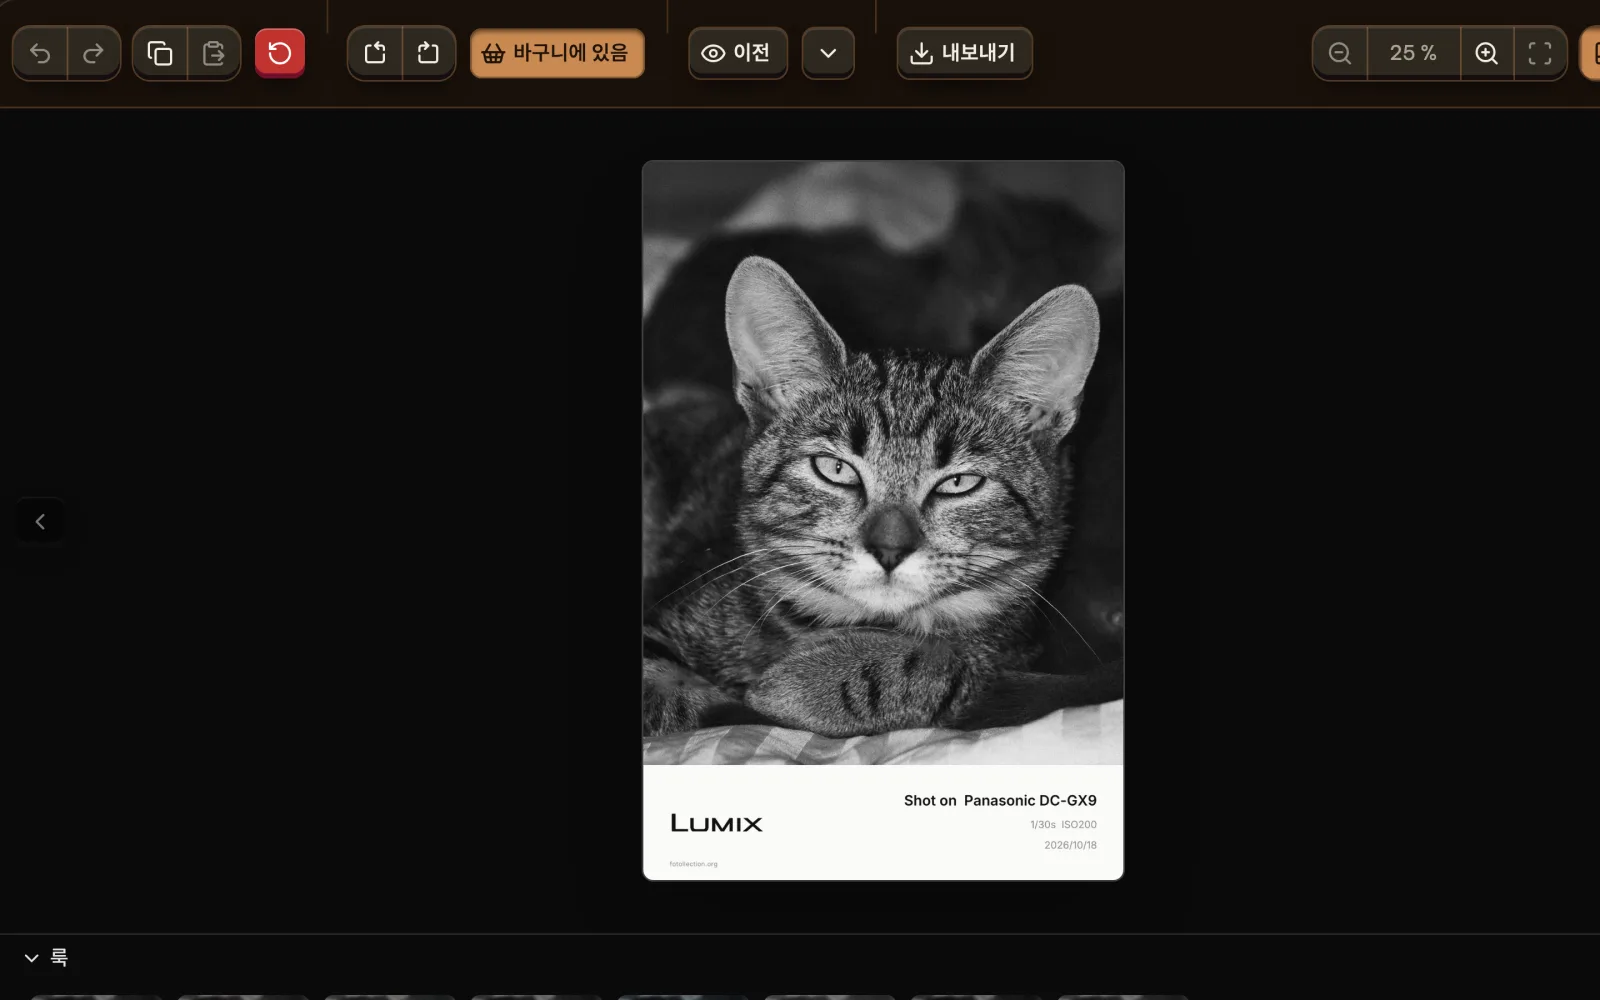 바구니에 있음
이전
내보내기
25 %
LUMIX
Shot on Panasonic DC-GX9
1/30s ISO200
2026/10/18
fotollection.org
룩